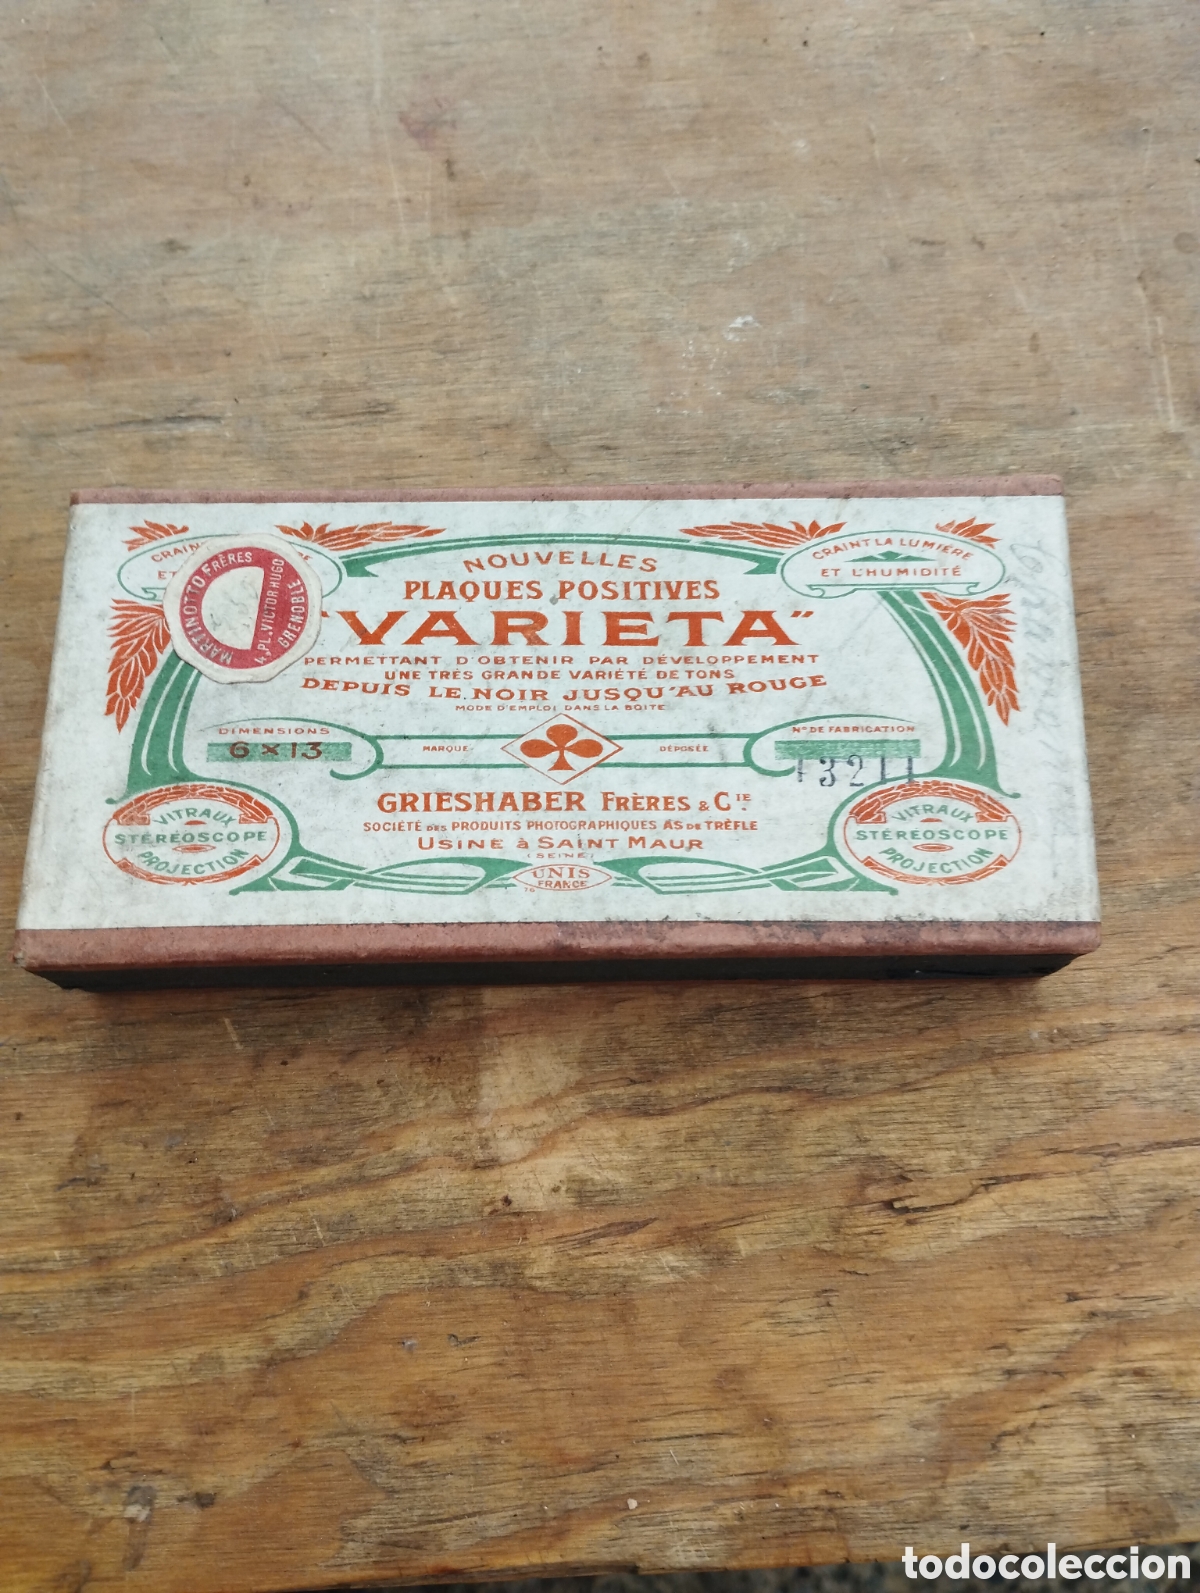 CRAINT LA LUMIÈRE
ET L'HUMIDITÉ
MARTINOTTO FRÈRES
4, PL. VICTOR HUGO
GRENOBLE
NOUVELLES
PLAQUES POSITIVES
"VARIETA"
PERMETTANT D'OBTENIR PAR DÉVELOPPEMENT
UNE TRÈS GRANDE VARIÉTÉ DE TONS
DEPUIS LE NOIR JUSQU'AU ROUGE
MODE D'EMPLOI DANS LA BOITE
DIMENSIONS
6 x 13
MARQUE
DÉPOSÉE
Nº DE FABRICATION
GRIESHABER FRÈRES & CIE
SOCIÉTÉ DES PRODUITS PHOTOGRAPHIQUES AS DE TRÈFLE
USINE à SAINT MAUR
(SEINE)
VITRAUX
STÉRÉOSCOPE
PROJECTION
VITRAUX
STÉRÉOSCOPE
PROJECTION
UNIS
FRANCE
todocoleccion